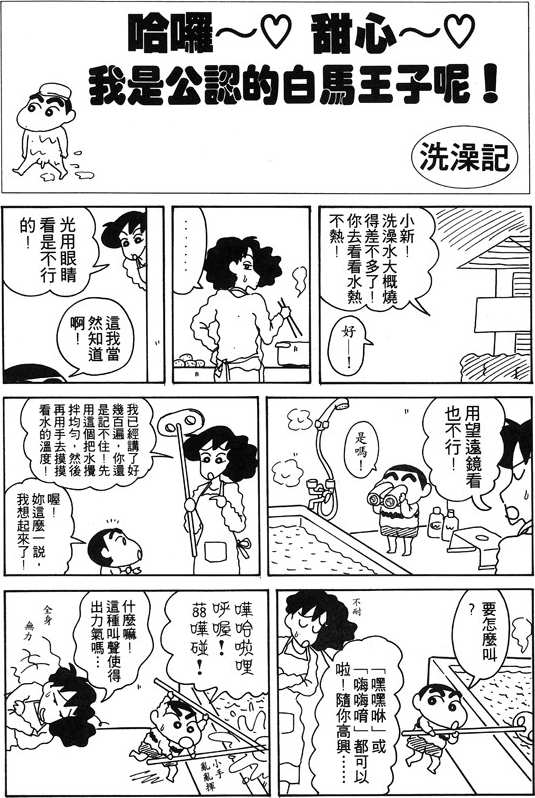 哈囉～♡ 甜心～♡
我是公認的白馬王子呢！
洗澡記
小新！
洗澡水大概燒
得差不多了！
你去看看水熱
不熱！
好——！
………
光用眼睛
看是不行
的！
這我當
然知道
啊！
用望遠鏡看
也不行！
是嗎！
我已經講了好
幾百遍，你還
是記不住！先
用這個把水攪
拌均勻，然後
再用手去摸摸
看水的溫度！
喔！
妳這麼一說，
我想起來了！
要怎麼叫
？
不耐
「嘿嘿咻」或
「嗨嗨唷」都可以
啦！隨你高興……
嘩哈啦哩
呼喔！
囍嘩碰！
小手
亂亂揮
什麼嘛！
這種叫聲使得
出力氣嗎…
全身
無力